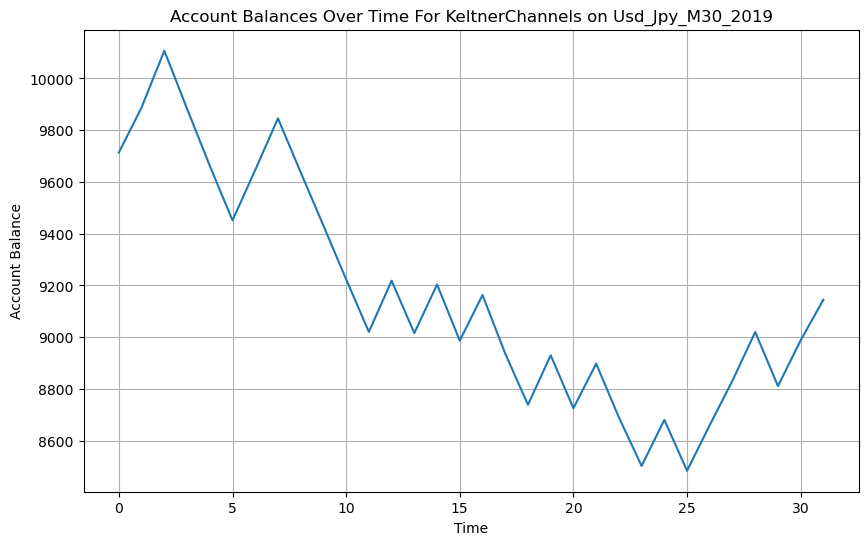 Account Balances Over Time For KeltnerChannels on Usd_Jpy_M30_2019
Account Balance
10000
9800
9600
9400
9200
9000
8800
8600
0 5 10 15 20 25 30
Time